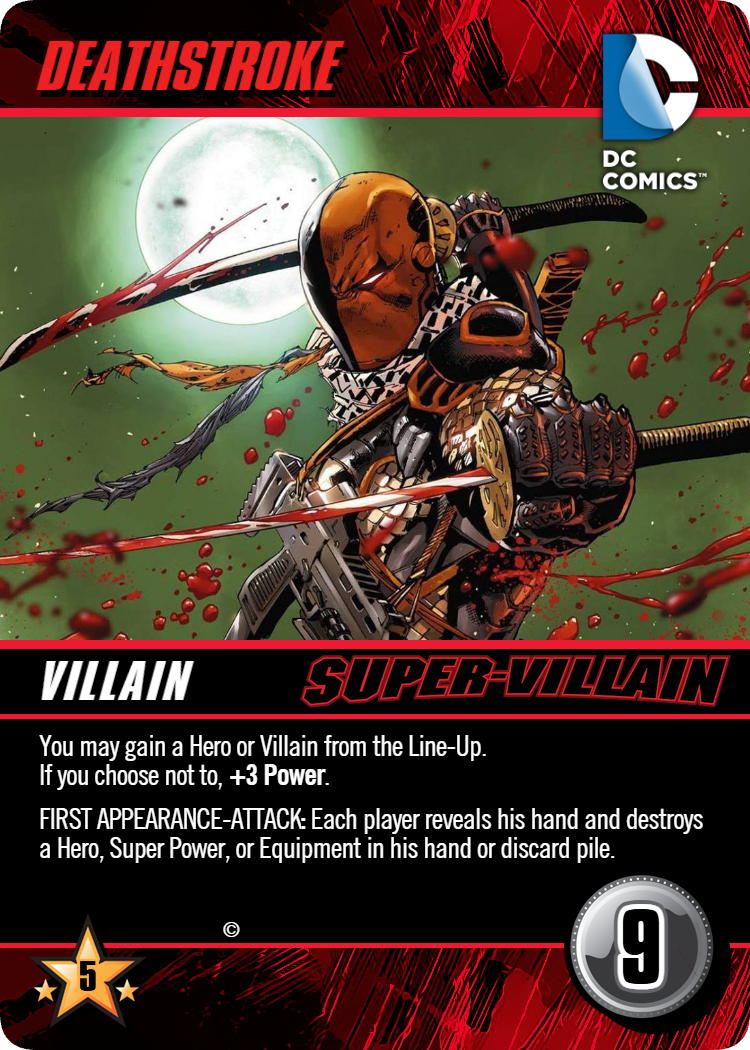 DEATHSTROKE
DC
COMICS™
VILLAIN
SUPER-VILLAIN
You may gain a Hero or Villain from the Line-Up.
If you choose not to, +3 Power.
FIRST APPEARANCE-ATTACK: Each player reveals his hand and destroys
a Hero, Super Power, or Equipment in his hand or discard pile.
©
5
9